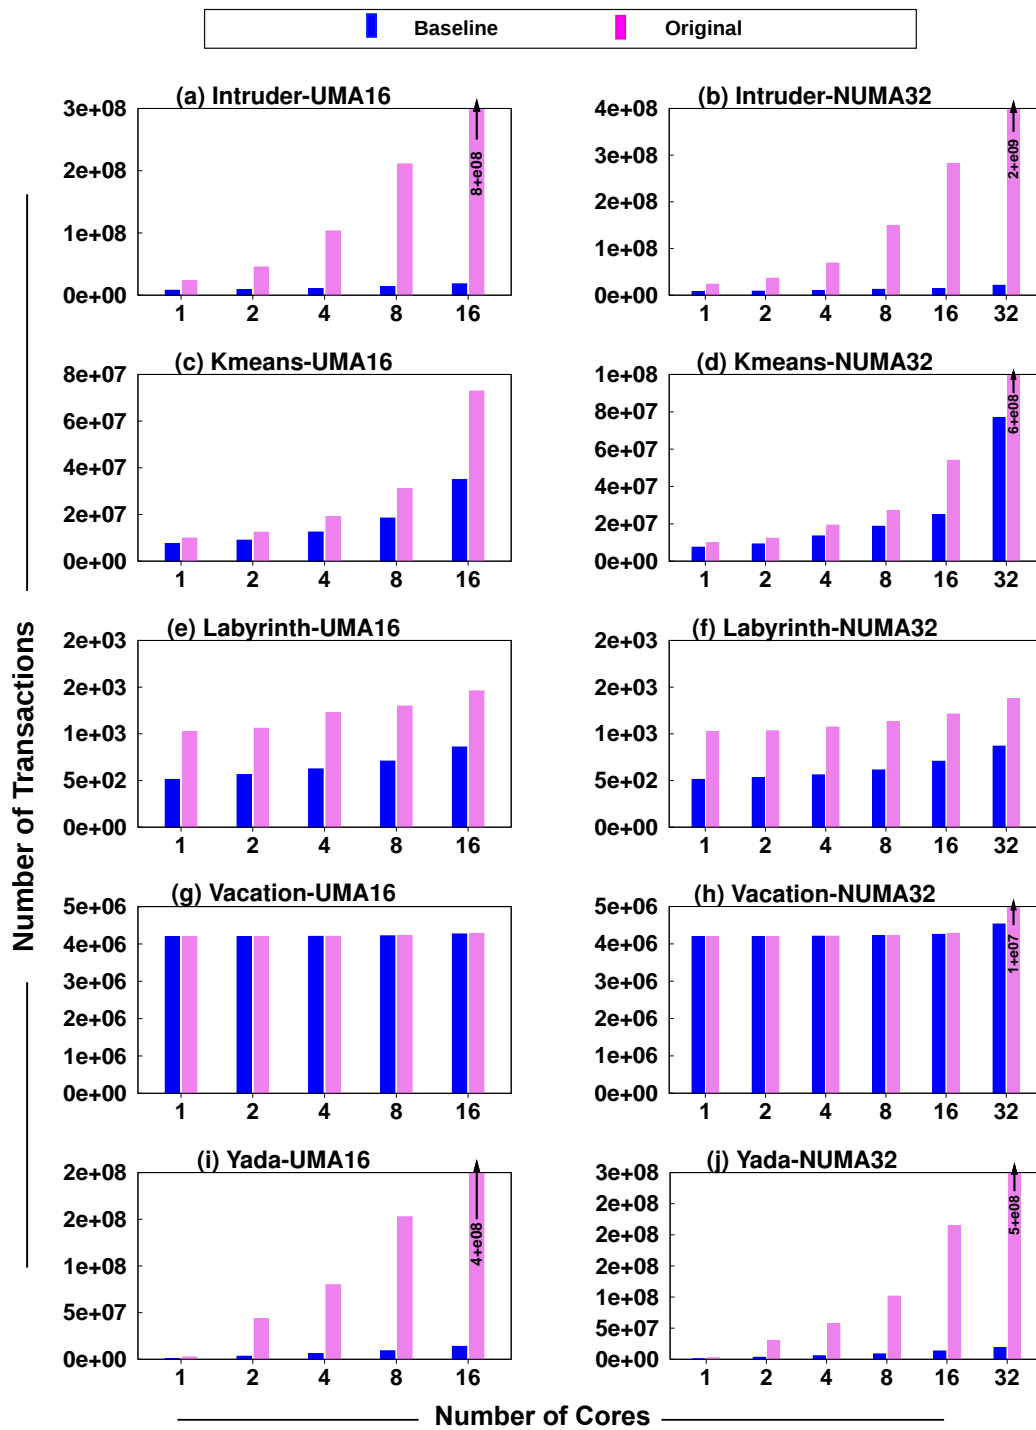 Baseline Original
Number of Transactions
(a) Intruder-UMA16
3e+08
2e+08
1e+08
0e+00
8+e08
1 2 4 8 16
(b) Intruder-NUMA32
4e+08
3e+08
2e+08
1e+08
0e+00
2+e09
1 2 4 8 16 32
(c) Kmeans-UMA16
8e+07
6e+07
4e+07
2e+07
0e+00
1 2 4 8 16
(d) Kmeans-NUMA32
1e+08
8e+07
6e+07
4e+07
2e+07
0e+00
6+e08
1 2 4 8 16 32
(e) Labyrinth-UMA16
2e+03
2e+03
1e+03
5e+02
0e+00
1 2 4 8 16
(f) Labyrinth-NUMA32
2e+03
2e+03
1e+03
5e+02
0e+00
1 2 4 8 16 32
(g) Vacation-UMA16
5e+06
4e+06
3e+06
2e+06
1e+06
0e+00
1 2 4 8 16
(h) Vacation-NUMA32
5e+06
4e+06
3e+06
2e+06
1e+06
0e+00
1+e07
1 2 4 8 16 32
(i) Yada-UMA16
2e+08
2e+08
1e+08
5e+07
0e+00
4+e08
1 2 4 8 16
(j) Yada-NUMA32
3e+08
2e+08
2e+08
2e+08
1e+08
5e+07
0e+00
5+e08
1 2 4 8 16 32
Number of Cores